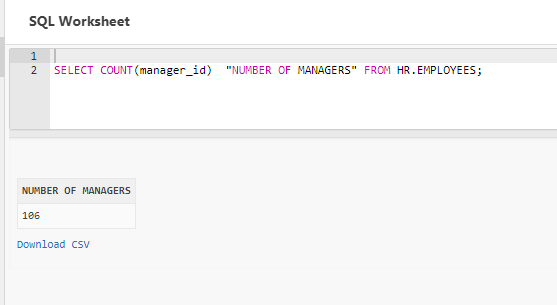 SQL Worksheet
1
2 SELECT COUNT(manager_id)  "NUMBER OF MANAGERS" FROM HR.EMPLOYEES;
NUMBER OF MANAGERS
106
Download CSV